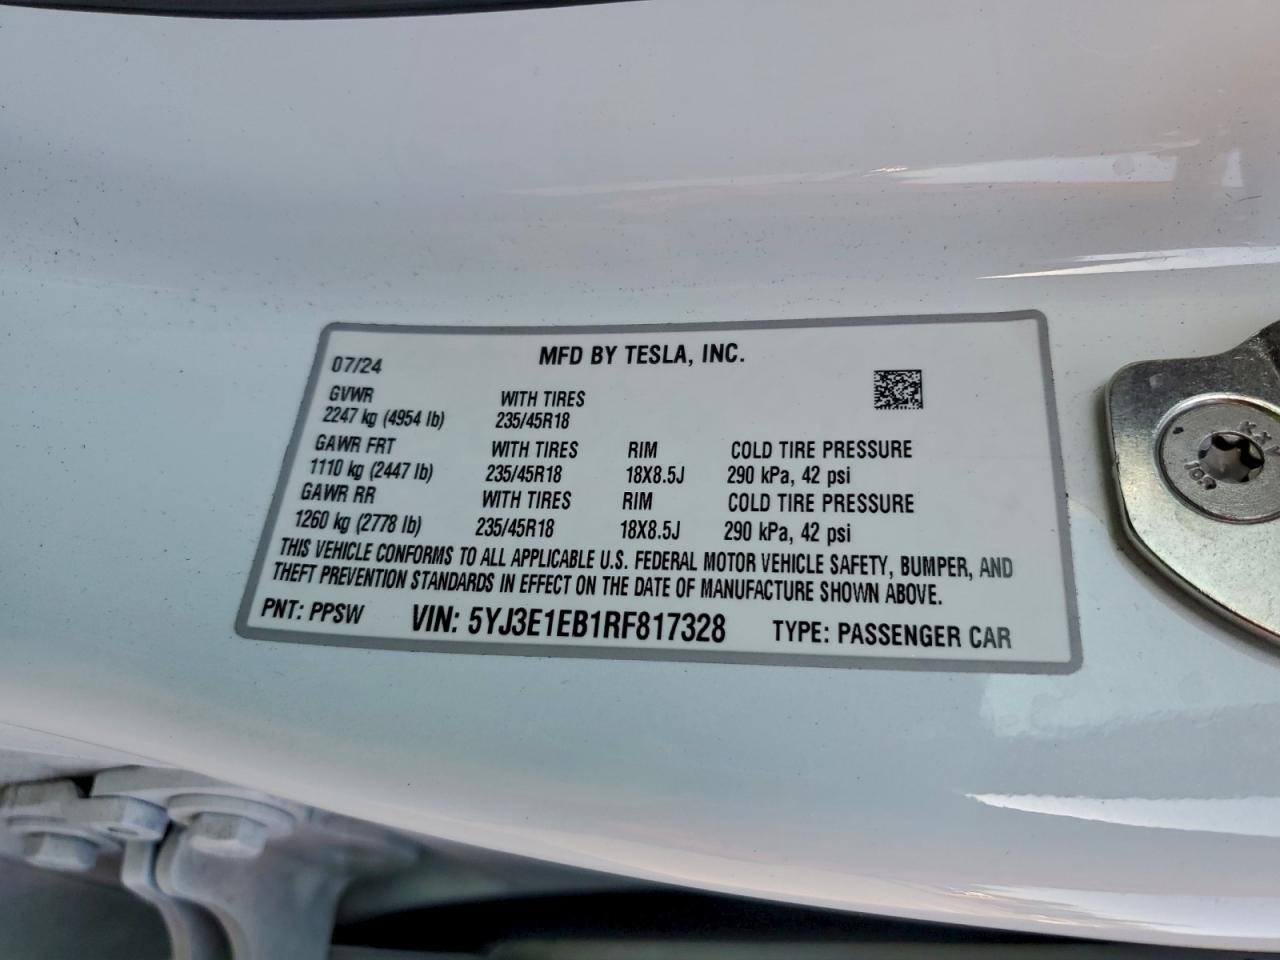 07/24 MFD BY TESLA, INC.
GVWR WITH TIRES
2247 kg (4954 lb) 235/45R18
GAWR FRT WITH TIRES RIM COLD TIRE PRESSURE
1110 kg (2447 lb) 235/45R18 18X8.5J 290 kPa, 42 psi
GAWR RR WITH TIRES RIM COLD TIRE PRESSURE
1260 kg (2778 lb) 235/45R18 18X8.5J 290 kPa, 42 psi
THIS VEHICLE CONFORMS TO ALL APPLICABLE U.S. FEDERAL MOTOR VEHICLE SAFETY, BUMPER, AND
THEFT PREVENTION STANDARDS IN EFFECT ON THE DATE OF MANUFACTURE SHOWN ABOVE.
PNT: PPSW VIN: 5YJ3E1EB1RF817328 TYPE: PASSENGER CAR